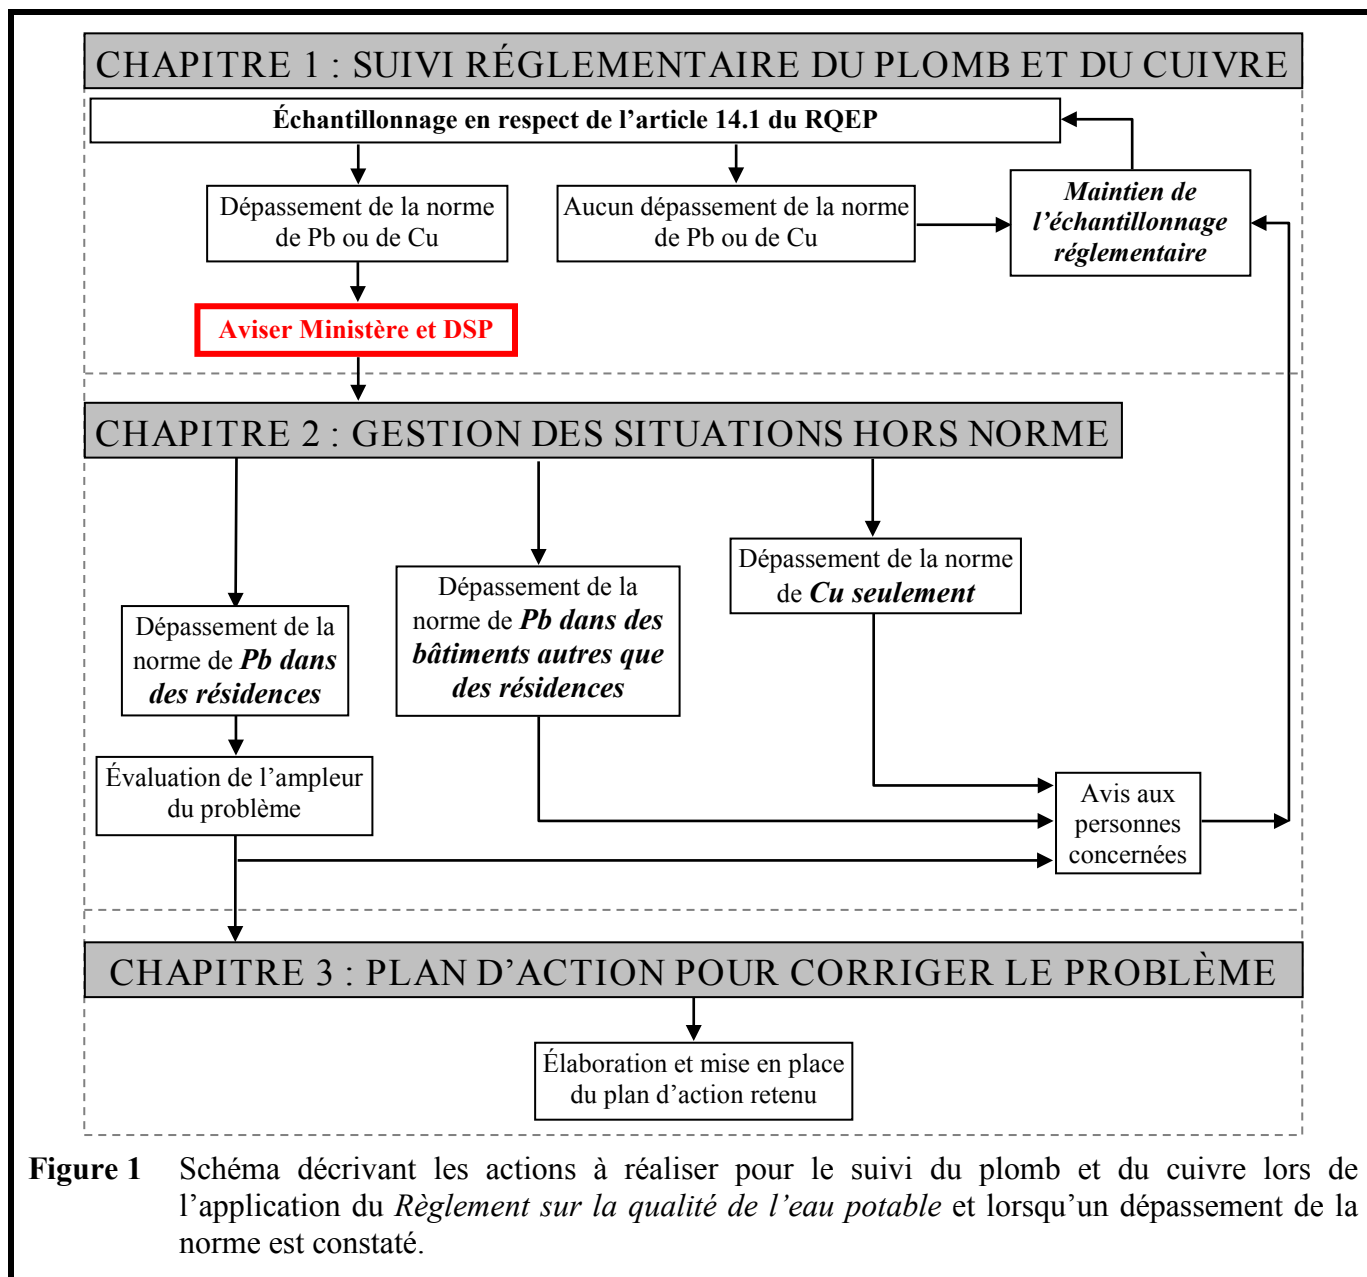 CHAPITRE 1 : SUIVI RÉGLEMENTAIRE DU PLOMB ET DU CUIVRE
Échantillonnage en respect de l’article 14.1 du RQEP
Dépassement de la norme
de Pb ou de Cu
Aucun dépassement de la norme
de Pb ou de Cu
Maintien de
l’échantillonnage
réglementaire
Aviser Ministère et DSP
CHAPITRE 2 : GESTION DES SITUATIONS HORS NORME
Dépassement de la
norme de Pb dans
des résidences
Dépassement de la
norme de Pb dans des
bâtiments autres que
des résidences
Dépassement de la norme
de Cu seulement
Évaluation de l’ampleur
du problème
Avis aux
personnes
concernées
CHAPITRE 3 : PLAN D’ACTION POUR CORRIGER LE PROBLÈME
Élaboration et mise en place
du plan d’action retenu
Figure 1 Schéma décrivant les actions à réaliser pour le suivi du plomb et du cuivre lors de
l’application du Règlement sur la qualité de l’eau potable et lorsqu’un dépassement de la
norme est constaté.